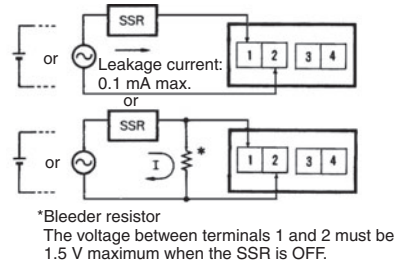 SSR
or
Leakage current:
0.1 mA max.
1 2 3 4
or
SSR
or
I
*
1 2 3 4
*Bleeder resistor
The voltage between terminals 1 and 2 must be
1.5 V maximum when the SSR is OFF.